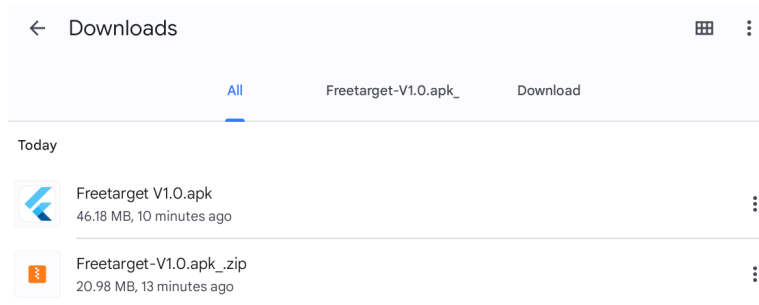 Downloads
All Freetarget-V1.0.apk_ Download
Today
Freetarget V1.0.apk
46.18 MB, 10 minutes ago
Freetarget-V1.0.apk_.zip
20.98 MB, 13 minutes ago